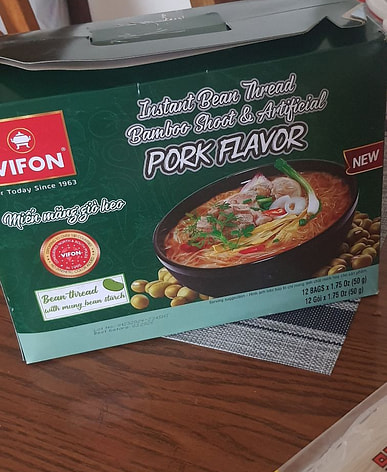 Instant Bean Thread
Bamboo Shoot & Artificial
PORK FLAVOR
NEW
VIFON®
r Today Since 1963
Miến măng giò heo
VIFON
Bean thread
with mung bean starch
12 BAGS x 1.75 Oz (50 g)
12 Gói x 1.75 Oz (50 g)